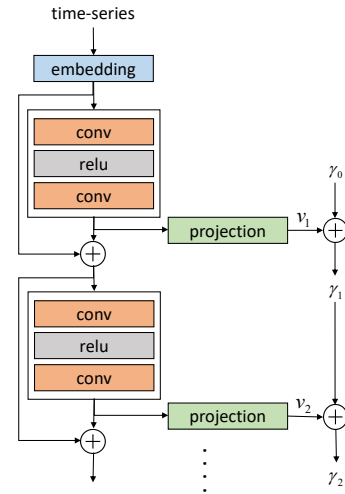 time-series
embedding
conv
relu
conv
γ0
projection
v1
+
+
γ1
conv
relu
conv
projection
v2
+
+
γ2